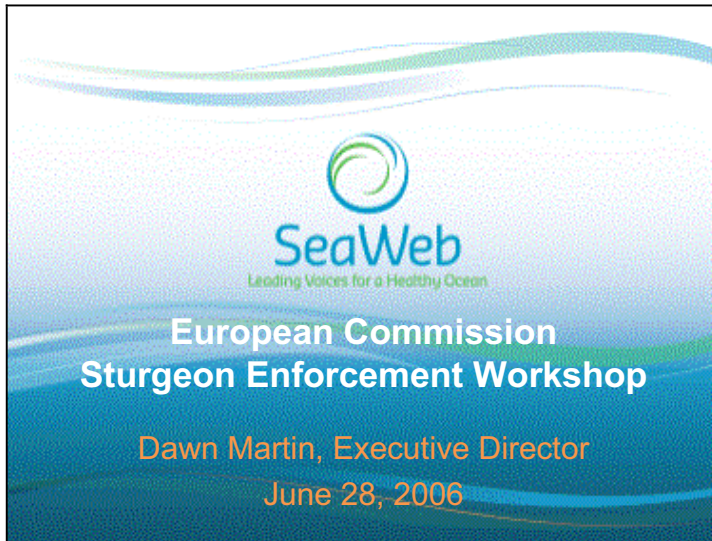 SeaWeb
Leading Voices for a Healthy Ocean
European Commission
Sturgeon Enforcement Workshop
Dawn Martin, Executive Director
June 28, 2006